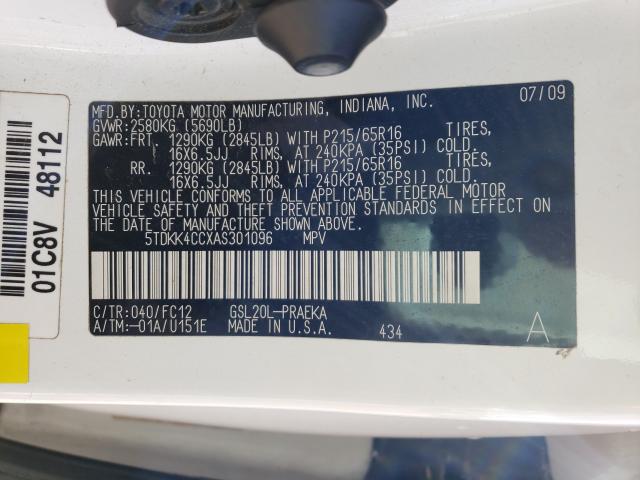 MFD.BY:TOYOTA MOTOR MANUFACTURING, INDIANA, INC. 07/09
GVWR:2580KG (5690LB)
GAWR:FRT. 1290KG (2845LB) WITH P215/65R16 TIRES,
16X6.5JJ RIMS, AT 240KPA (35PSI) COLD.
RR. 1290KG (2845LB) WITH P215/65R16 TIRES,
16X6.5JJ RIMS, AT 240KPA (35PSI) COLD.
THIS VEHICLE CONFORMS TO ALL APPLICABLE FEDERAL MOTOR
VEHICLE SAFETY AND THEFT PREVENTION STANDARDS IN EFFECT ON
THE DATE OF MANUFACTURE SHOWN ABOVE.
5TDKK4CCXAS301096 MPV
C/TR:040/FC12 GSL20L-PRAEKA
A/TM:-01A/U151E MADE IN U.S.A. 434 A
01C8V 48112